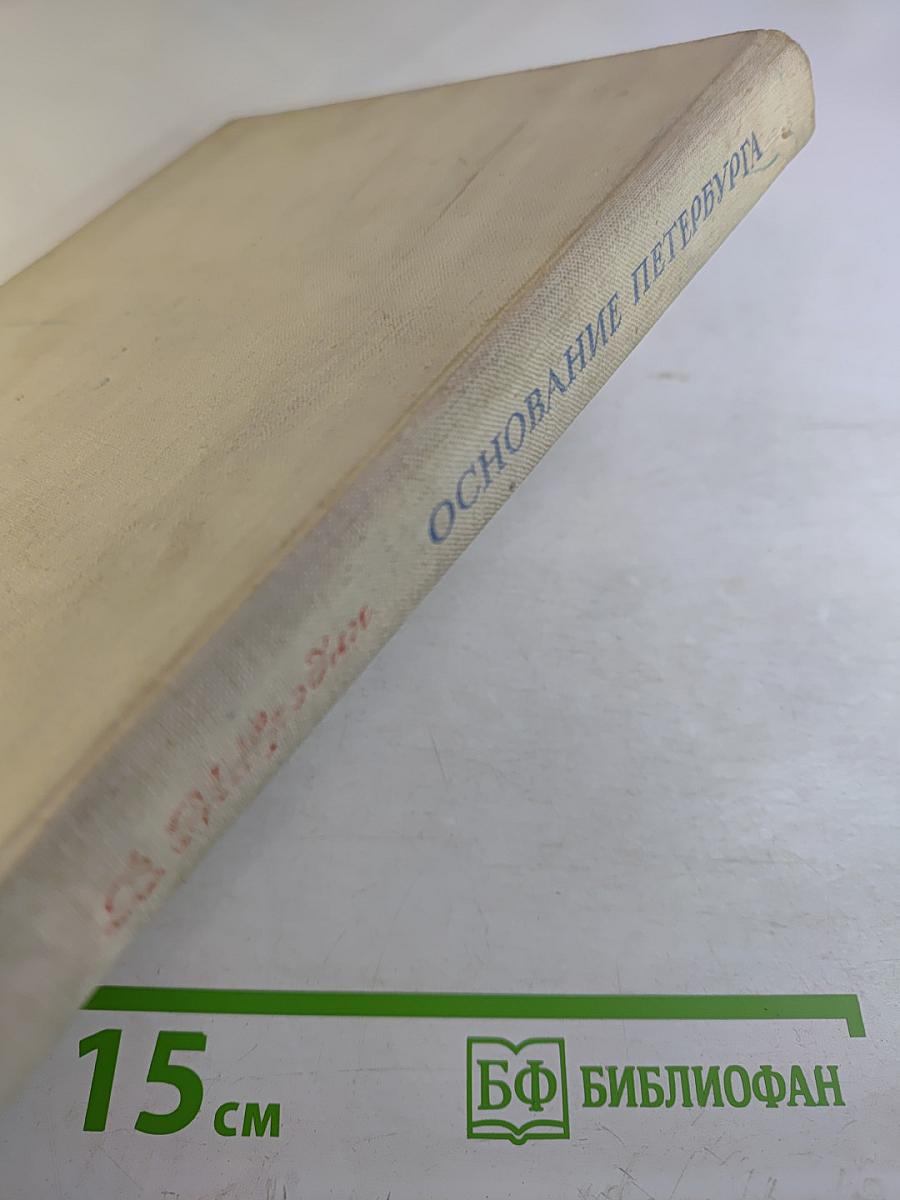 ОСНОВАНИЕ ПЕТЕРБУРГА
15 см
БФ БИБЛИОФАН